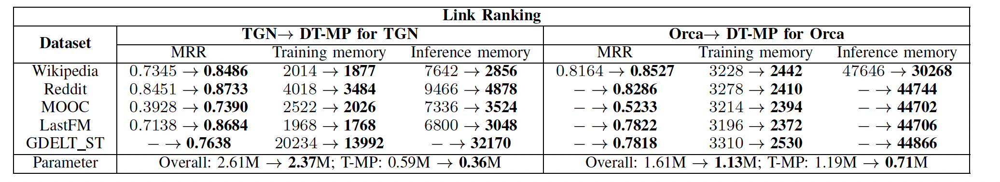 Link Ranking
Dataset TGN→ DT-MP for TGN Orca→ DT-MP for Orca
MRR Training memory Inference memory MRR Training memory Inference memory
Wikipedia 0.7345 → 0.8486 2014 → 1877 7642 → 2856 0.8164 → 0.8527 3228 → 2442 47646 → 30268
Reddit 0.8451 → 0.8733 4018 → 3484 9466 → 4878 − → 0.8286 3278 → 2410 − → 44744
MOOC 0.3928 → 0.7390 2522 → 2026 7336 → 3524 − → 0.5233 3214 → 2394 − → 44702
LastFM 0.7138 → 0.8684 1968 → 1768 6800 → 3048 − → 0.7822 3196 → 2372 − → 44706
GDELT_ST − → 0.7638 20234 → 13992 − → 32170 − → 0.7818 3310 → 2530 − → 44866
Parameter Overall: 2.61M → 2.37M; T-MP: 0.59M → 0.36M Overall: 1.61M → 1.13M; T-MP: 1.19M → 0.71M